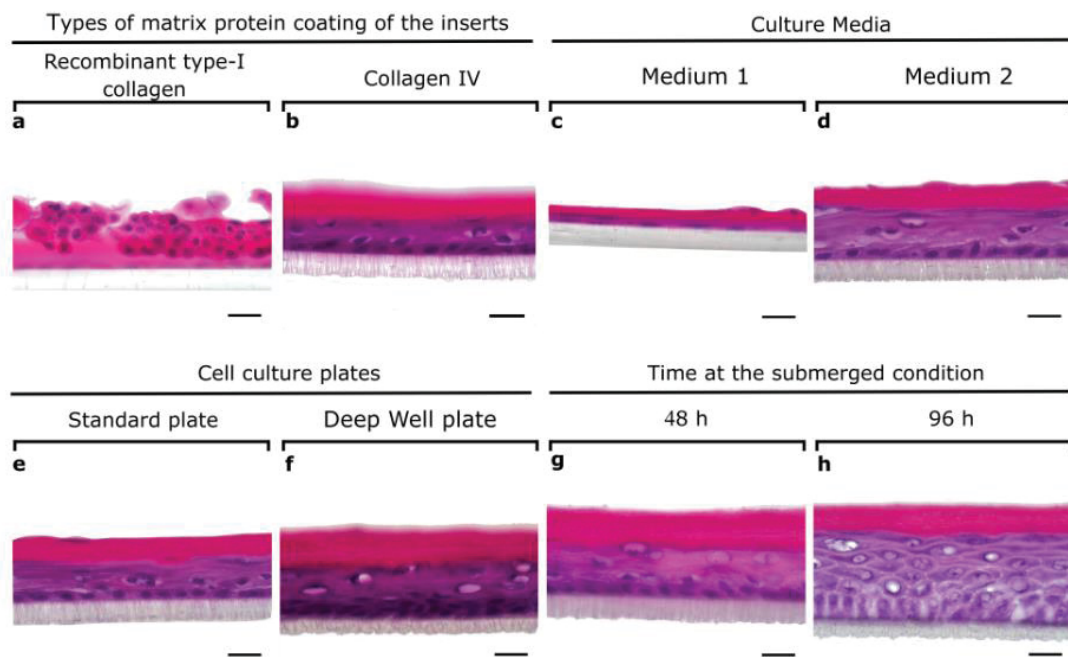 Types of matrix protein coating of the inserts
Culture Media
Recombinant type-I
collagen
Collagen IV
Medium 1
Medium 2
a
b
c
d
Cell culture plates
Time at the submerged condition
Standard plate
Deep Well plate
48 h
96 h
e
f
g
h